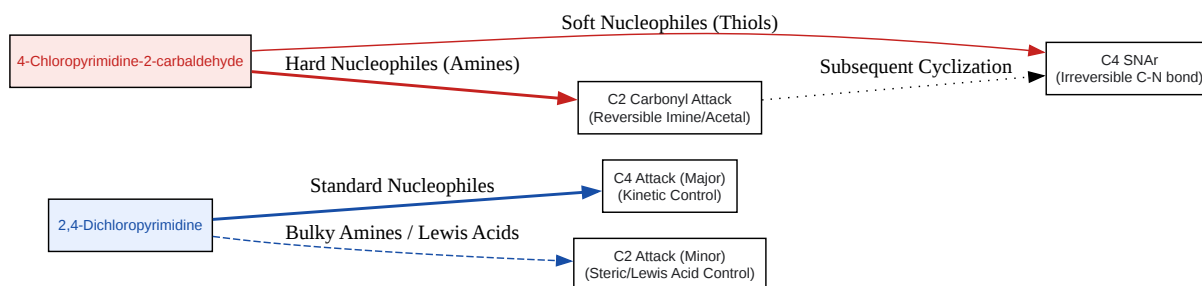 Soft Nucleophiles (Thiols)
4-Chloropyrimidine-2-carbaldehyde
Hard Nucleophiles (Amines)
Subsequent Cyclization
C4 SNAr
(Irreversible C-N bond)
C2 Carbonyl Attack
(Reversible Imine/Acetal)
Standard Nucleophiles
C4 Attack (Major)
(Kinetic Control)
2,4-Dichloropyrimidine
Bulky Amines / Lewis Acids
C2 Attack (Minor)
(Steric/Lewis Acid Control)